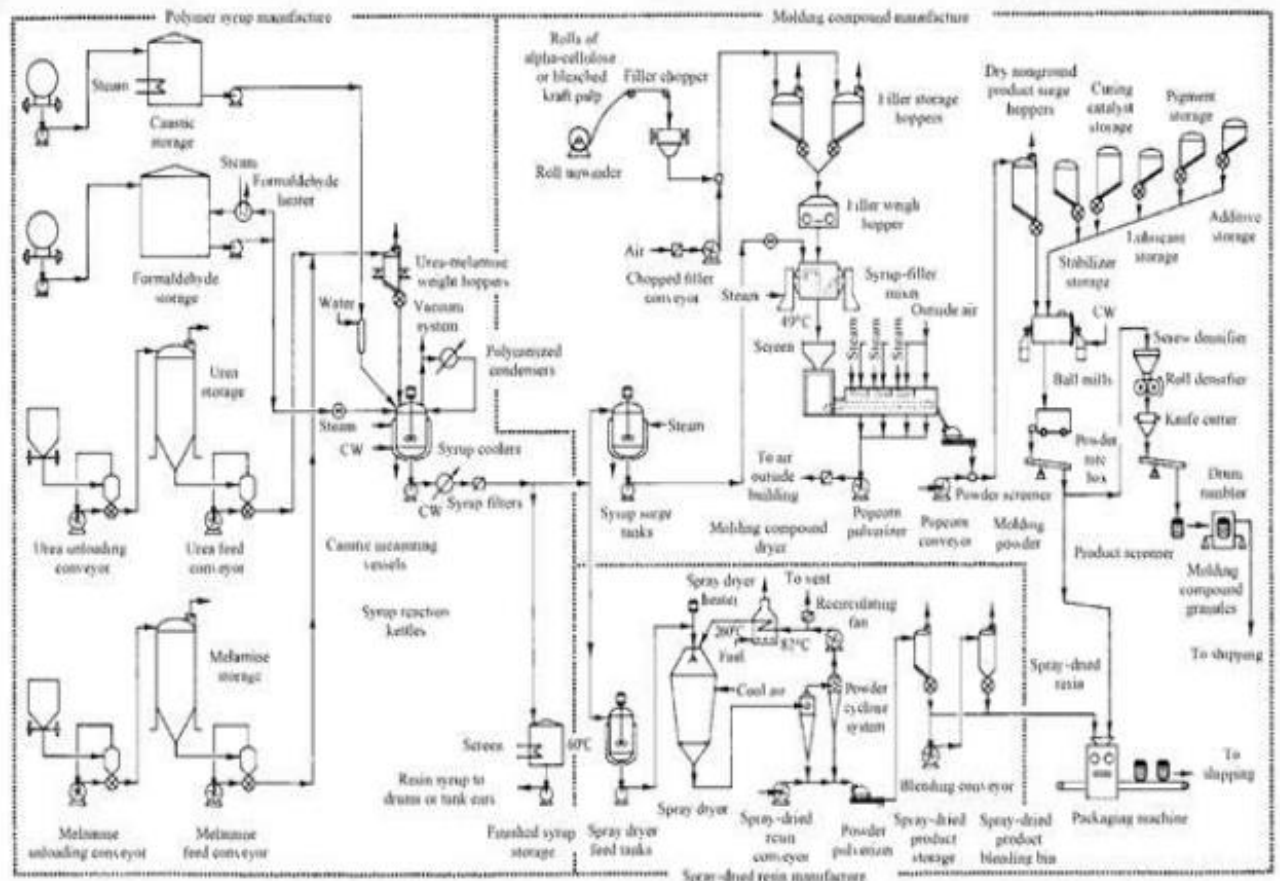 Polymer syrup manufacture
Molding compound manufacture
Steam
Caustic
storage
Steam
Formaldehyde
heater
Formaldehyde
storage
Urea
storage
Urea unloading
conveyor
Urea feed
conveyor
Melamine
storage
Melamine
unloading conveyor
Melamine
feed conveyor
Urea-melamine
weight hoppers
Water
Vacuum
system
Steam
CW
Syrup coolers
CW
Syrup filters
Syrup reaction
kettles
Resin syrup to
drums or tank cars
60°C
Finished syrup
storage
Rolls of
alpha-cellulose
or bleached
kraft pulp
Filler chopper
Roll unwinder
Filler storage
hoppers
Air
Chopped filler
conveyor
Filler weigh
hopper
Steam
49°C
Syrup-filler
mixer
Screen
Steam
Steam
Steam
Outside air
Steam
Syrup surge
tanks
To air
outside
building
Molding compound
dryer
Popcorn
pulverizer
Popcorn
conveyor
Powder screener
Molding
powder
Dry nonground
product surge
hoppers
Curing
catalyst
storage
Pigment
storage
Additive
storage
Lubricant
storage
Stabilizer
storage
CW
Ball mills
Powder
box
Screw densifier
Roll densifier
Knife cutter
Drum
tumbler
Product screener
Molding
compound
granules
To shipping
Spray dryer
heater
To vent
Recirculating
fan
260°C
82°C
Fuel
Cool air
Powder
cyclone
system
Spray dryer
Spray dryer
feed tanks
Spray-dried
resin
conveyor
Powder
pulverizer
Blending conveyor
Spray-dried
product
storage
Spray-dried
product
blending bin
Spray-dried
resin
To
shipping
Packaging machine
Spray-dried resin manufacture